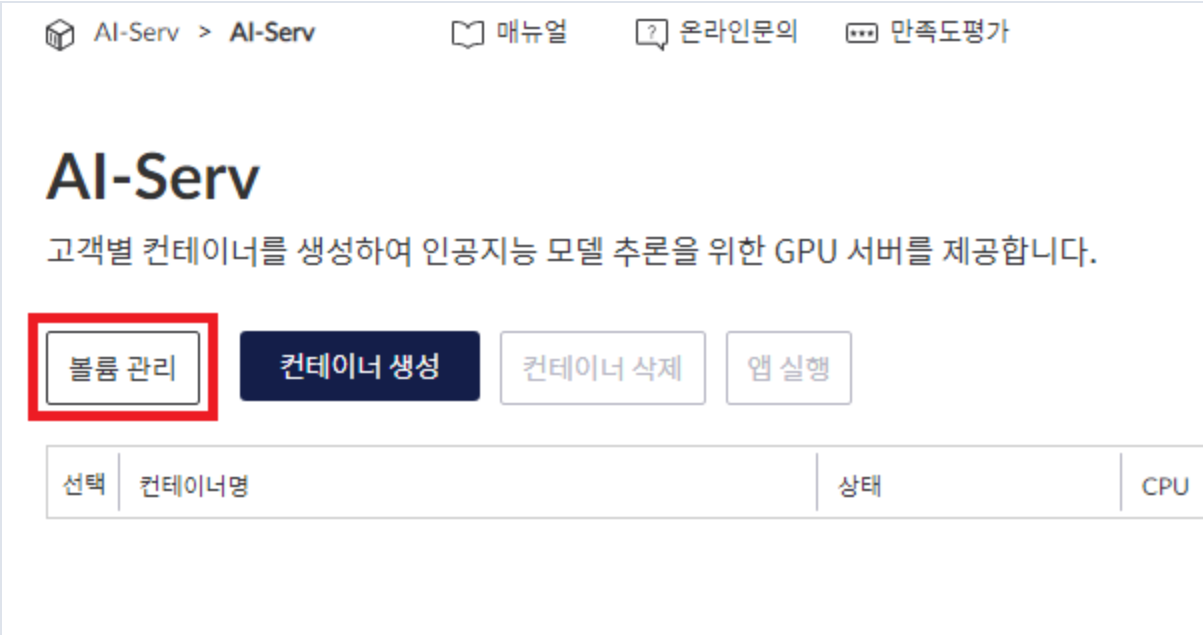 AI-Serv > AI-Serv 매뉴얼 온라인문의 만족도평가
AI-Serv
고객별 컨테이너를 생성하여 인공지능 모델 추론을 위한 GPU 서버를 제공합니다.
볼륨 관리 컨테이너 생성 컨테이너 삭제 앱 실행
선택 컨테이너명 상태 CPU